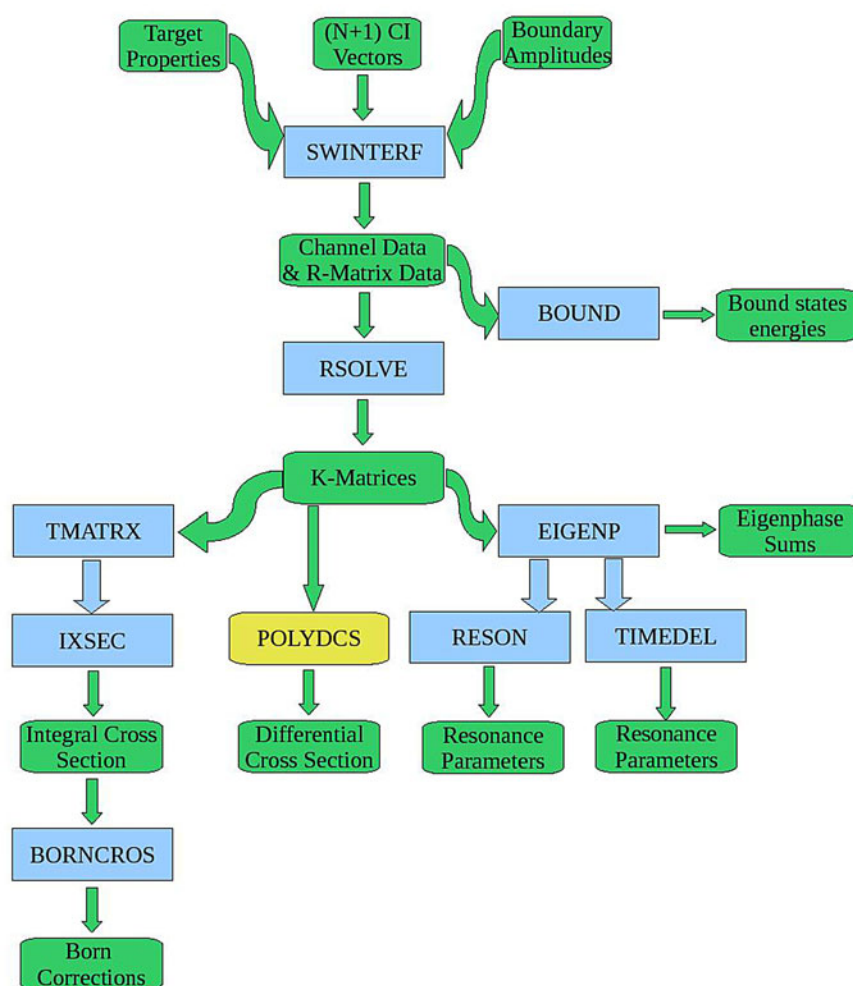 Target
Properties
(N+1) CI
Vectors
Boundary
Amplitudes
SWINTERF
Channel Data
& R-Matrix Data
BOUND
Bound states
energies
RSOLVE
K-Matrices
TMATRX
EIGENP
Eigenphase
Sums
IXSEC
POLYDCS
RESON
TIMEDEL
Integral Cross
Section
Differential
Cross Section
Resonance
Parameters
Resonance
Parameters
BORNCROS
Born
Corrections